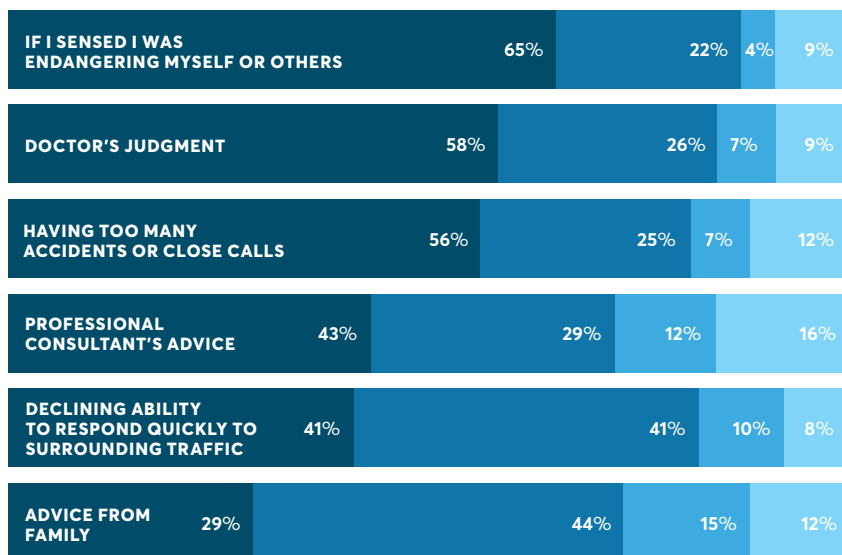 IF I SENSED I WAS
ENDANGERING MYSELF OR OTHERS
65% 22% 4% 9%
DOCTOR'S JUDGMENT 58% 26% 7% 9%
HAVING TOO MANY
ACCIDENTS OR CLOSE CALLS
56% 25% 7% 12%
PROFESSIONAL
CONSULTANT'S ADVICE
43% 29% 12% 16%
DECLINING ABILITY
TO RESPOND QUICKLY TO
SURROUNDING TRAFFIC
41% 41% 10% 8%
ADVICE FROM
FAMILY
29% 44% 15% 12%